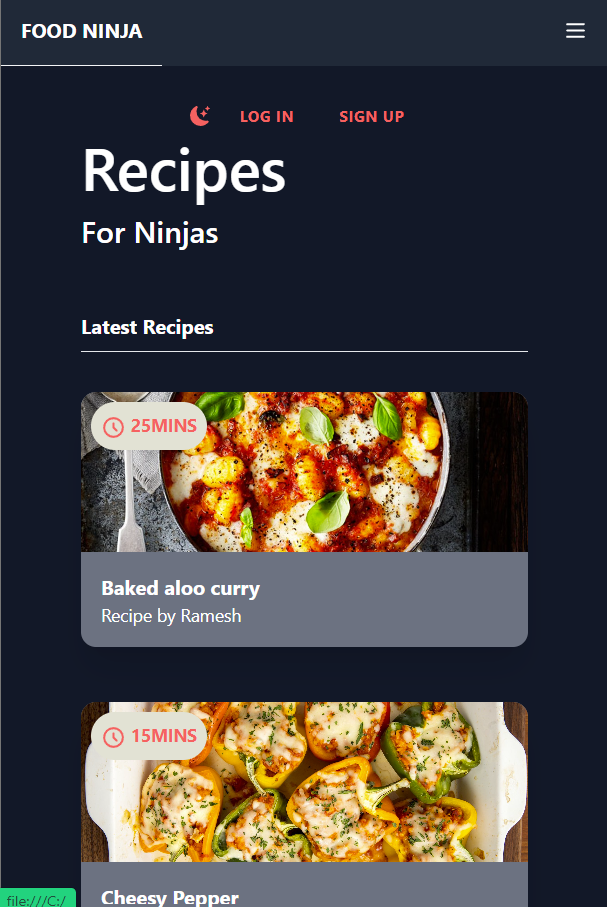 FOOD NINJA
LOG IN SIGN UP
Recipes
For Ninjas
Latest Recipes
25MINS
Baked aloo curry
Recipe by Ramesh
15MINS
Cheesy Pepper
file:///C:/